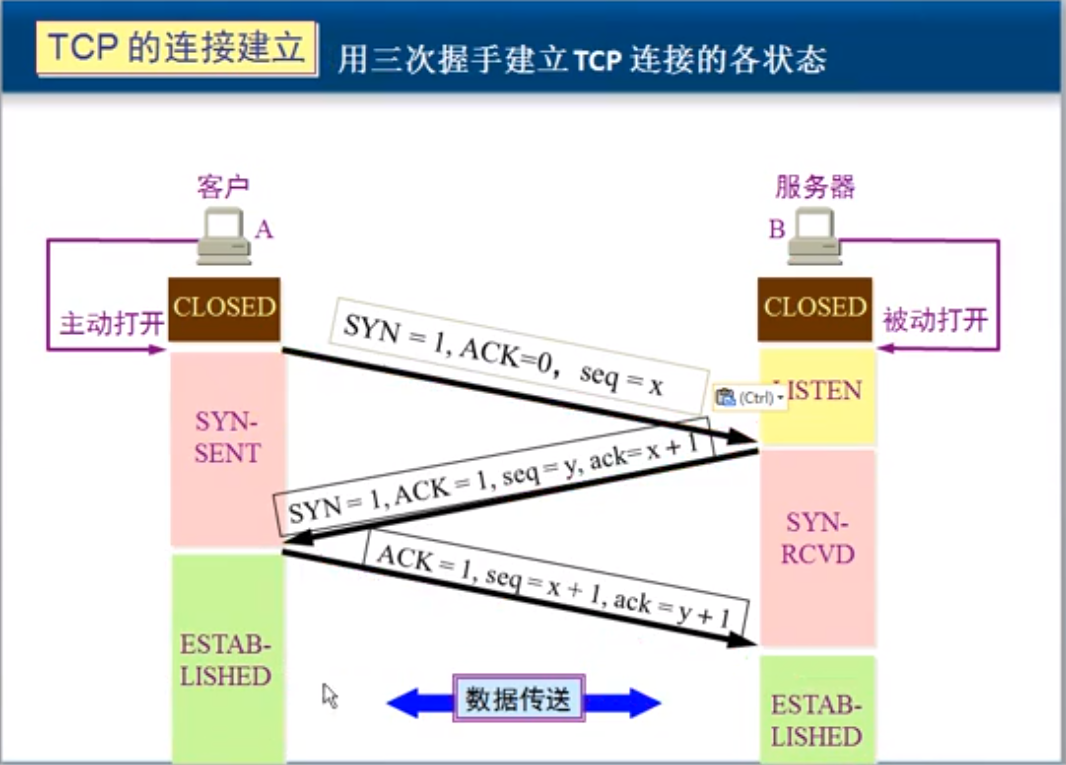 TCP 的连接建立
用三次握手建立 TCP 连接的各状态
客户
服务器
A
B
CLOSED
CLOSED
主动打开
被动打开
SYN = 1, ACK=0，seq = x
(Ctrl)
ISTEN
SYN-
SENT
SYN = 1, ACK = 1, seq = y, ack= x + 1
SYN-
RCVD
ACK = 1, seq = x + 1, ack = y + 1
ESTAB-
LISHED
数据传送
ESTAB-
LISHED